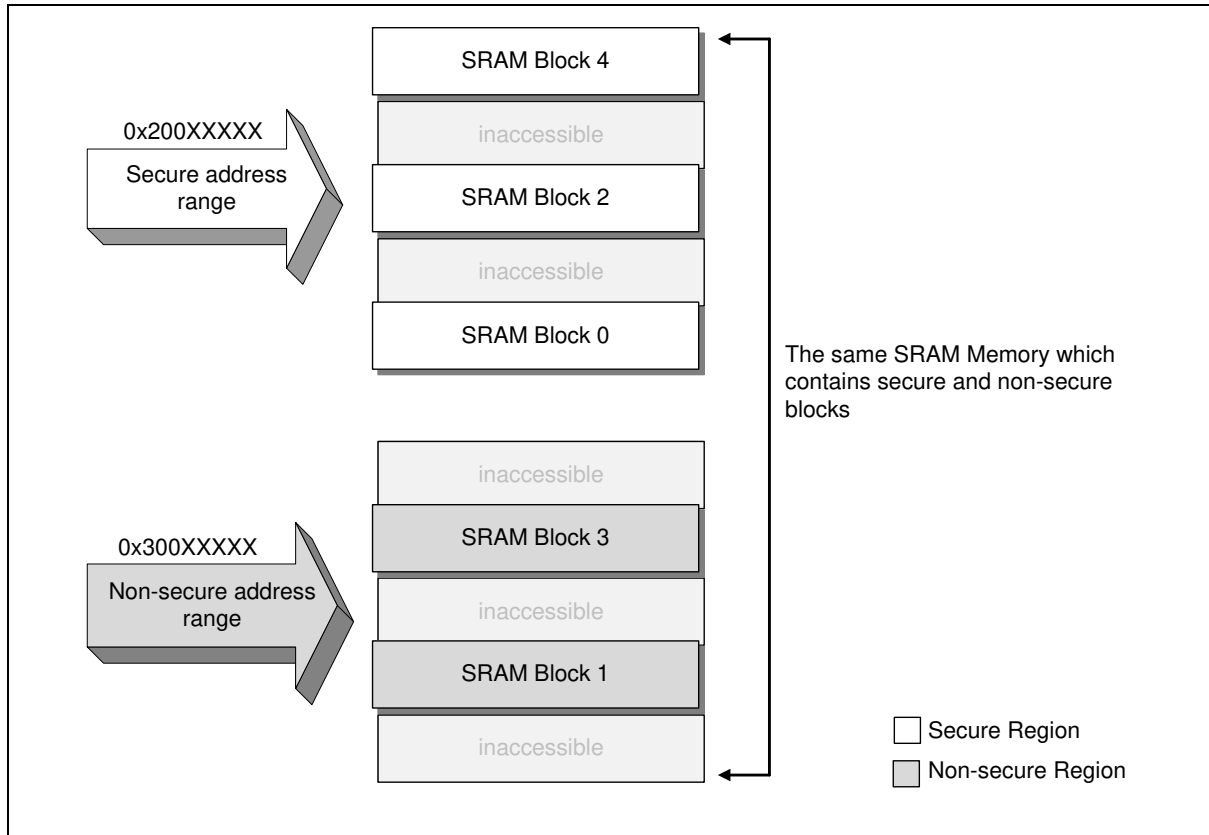 SRAM Block 4
inaccessible
SRAM Block 2
inaccessible
SRAM Block 0
0x200XXXXX
Secure address
range
The same SRAM Memory which
contains secure and non-secure
blocks
inaccessible
SRAM Block 3
inaccessible
SRAM Block 1
inaccessible
0x300XXXXX
Non-secure address
range
Secure Region
Non-secure Region